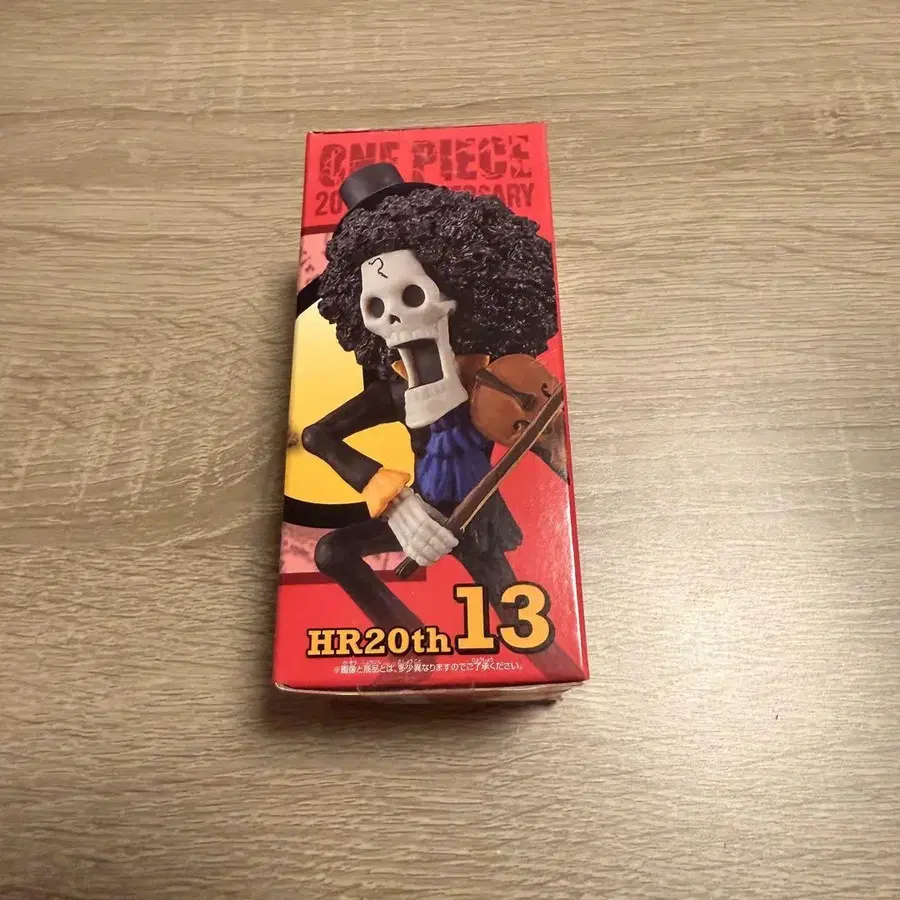 ONE PIECE
20 ERSARY
HR20th 13
※画像と商品とは、多少異なりますのでご了承ください。